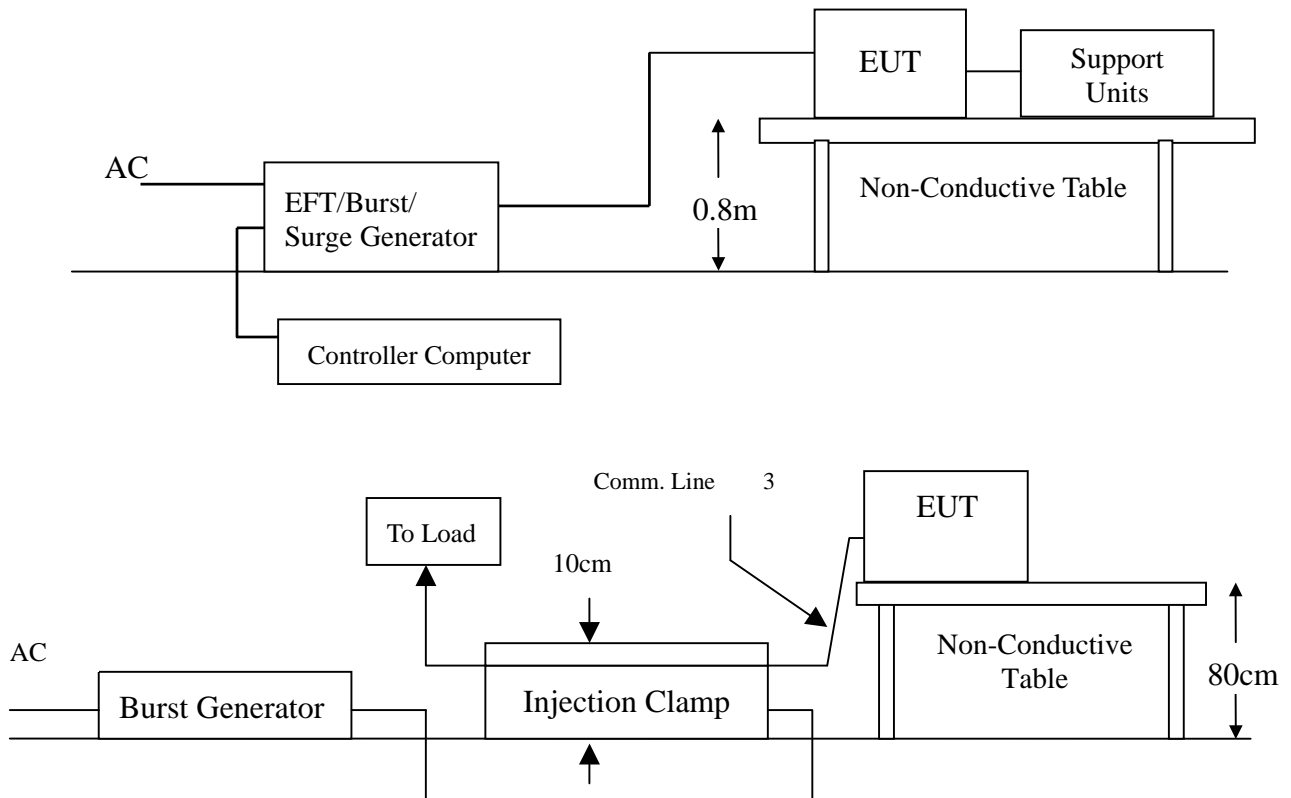 EUT
Support
Units
AC
EFT/Burst/
Surge Generator
0.8m
Non-Conductive Table
Controller Computer
Comm. Line 3
EUT
To Load
10cm
AC
Burst Generator
Injection Clamp
Non-Conductive
Table
80cm